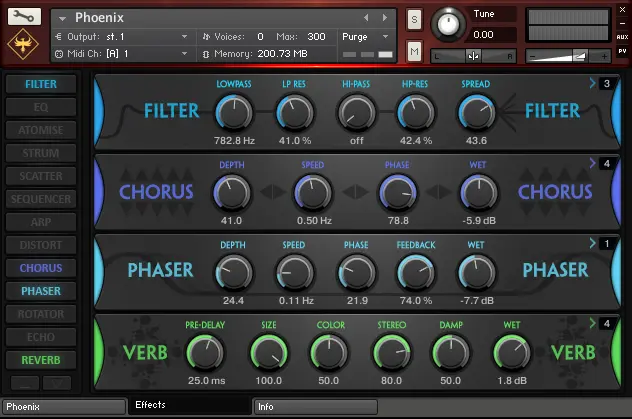 Phoenix
Output: st.1 Voices: 0 Max: 300 Purge
Midi Ch: [A] 1 Memory: 200.73 MB
S
M
Tune
0.00
L R
AUX
PV
FILTER
EQ
ATOMISE
STRUM
SCATTER
SEQUENCER
ARP
DISTORT
CHORUS
PHASER
ROTATOR
ECHO
REVERB
LOWPASS LP RES HI-PASS HP-RES SPREAD 3
FILTER FILTER
782.8 Hz 41.0 % off 42.4 % 43.6
DEPTH SPEED PHASE WET 4
CHORUS CHORUS
41.0 0.50 Hz 78.8 -5.9 dB
DEPTH SPEED PHASE FEEDBACK WET 1
PHASER PHASER
24.4 0.11 Hz 21.9 74.0 % -7.7 dB
PRE-DELAY SIZE COLOR STEREO DAMP WET 4
VERB VERB
25.0 ms 100.0 50.0 80.0 50.0 1.8 dB
Phoenix Effects Info